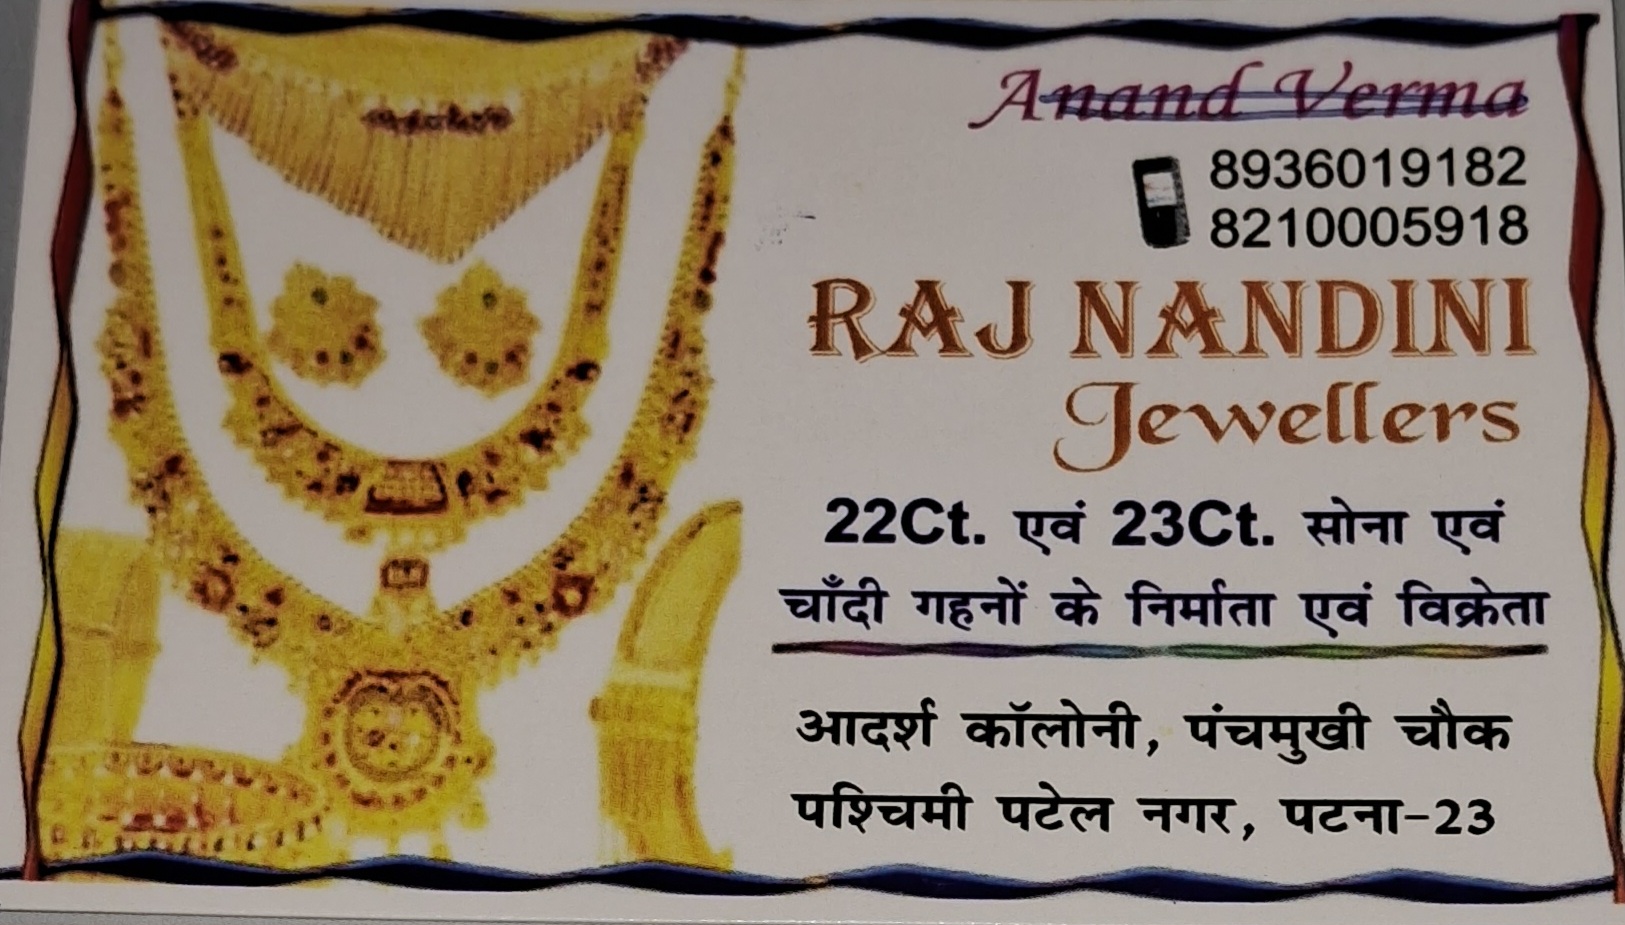 Anand Verma
8936019182
8210005918
RAJ NANDINI
Jewellers
22Ct. एवं 23Ct. सोना एवं
चाँदी गहनों के निर्माता एवं विक्रेता
आदर्श कॉलोनी, पंचमुखी चौक
पश्चिमी पटेल नगर, पटना-23